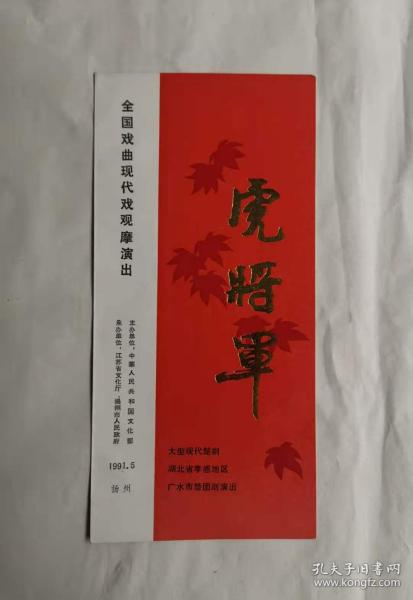 全国戏曲现代戏观摩演出
虎將軍
主办单位：中华人民共和国文化部
承办单位：江苏省文化厅 扬州市人民政府
1991.5
扬州
大型现代楚剧
湖北省孝感地区
广水市楚团剧演出
孔夫子旧书网
www.kongfz.com